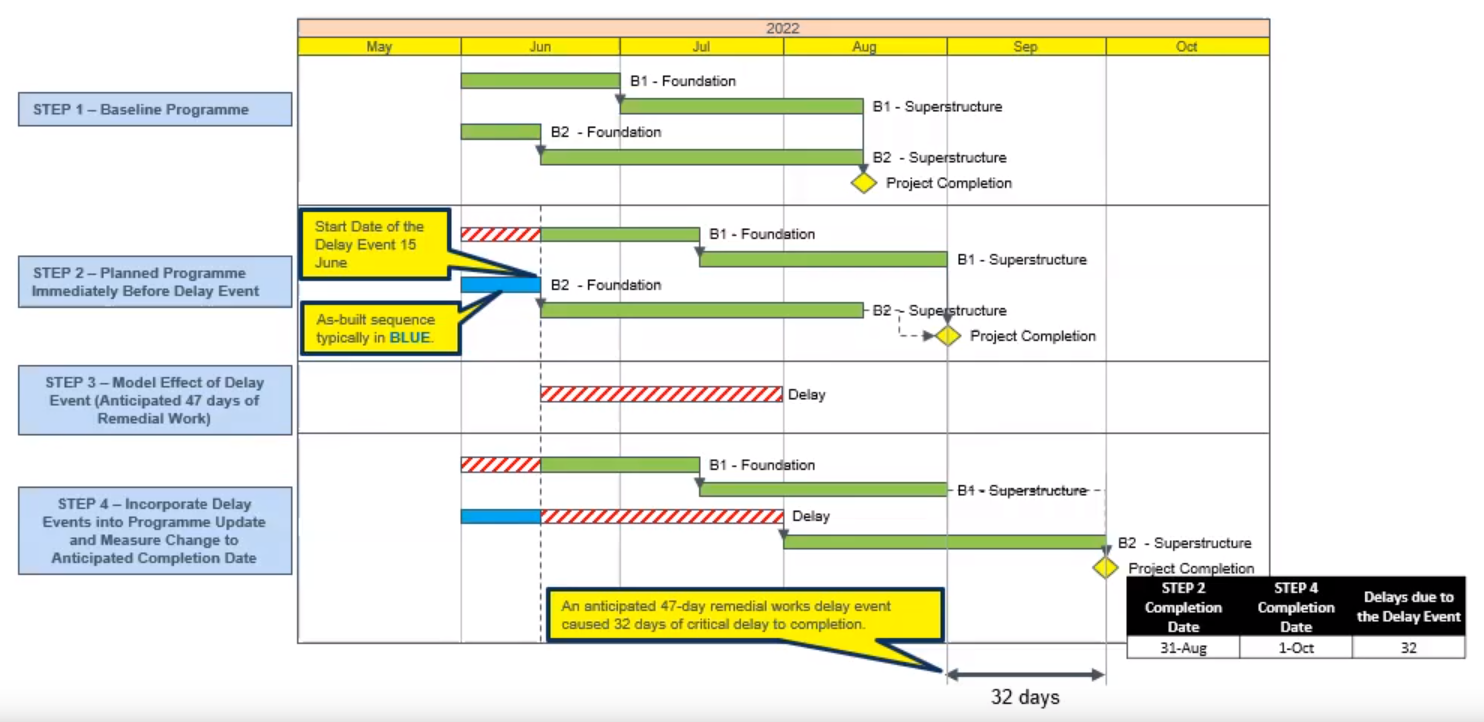 2022
May Jun Jul Aug Sep Oct
STEP 1 – Baseline Programme
B1 - Foundation
B1 - Superstructure
B2 - Foundation
B2 - Superstructure
Project Completion
STEP 2 – Planned Programme
Immediately Before Delay Event
Start Date of the
Delay Event 15
June
B1 - Foundation
B1 - Superstructure
B2 - Foundation
As-built sequence
typically in BLUE.
B2 - Superstructure
Project Completion
STEP 3 – Model Effect of Delay
Event (Anticipated 47 days of
Remedial Work)
Delay
STEP 4 – Incorporate Delay
Events into Programme Update
and Measure Change to
Anticipated Completion Date
B1 - Foundation
B1 - Superstructure
Delay
B2 - Superstructure
Project Completion
An anticipated 47-day remedial works delay event
caused 32 days of critical delay to completion.
STEP 2
Completion
Date
STEP 4
Completion
Date
Delays due to
the Delay Event
31-Aug 1-Oct 32
32 days